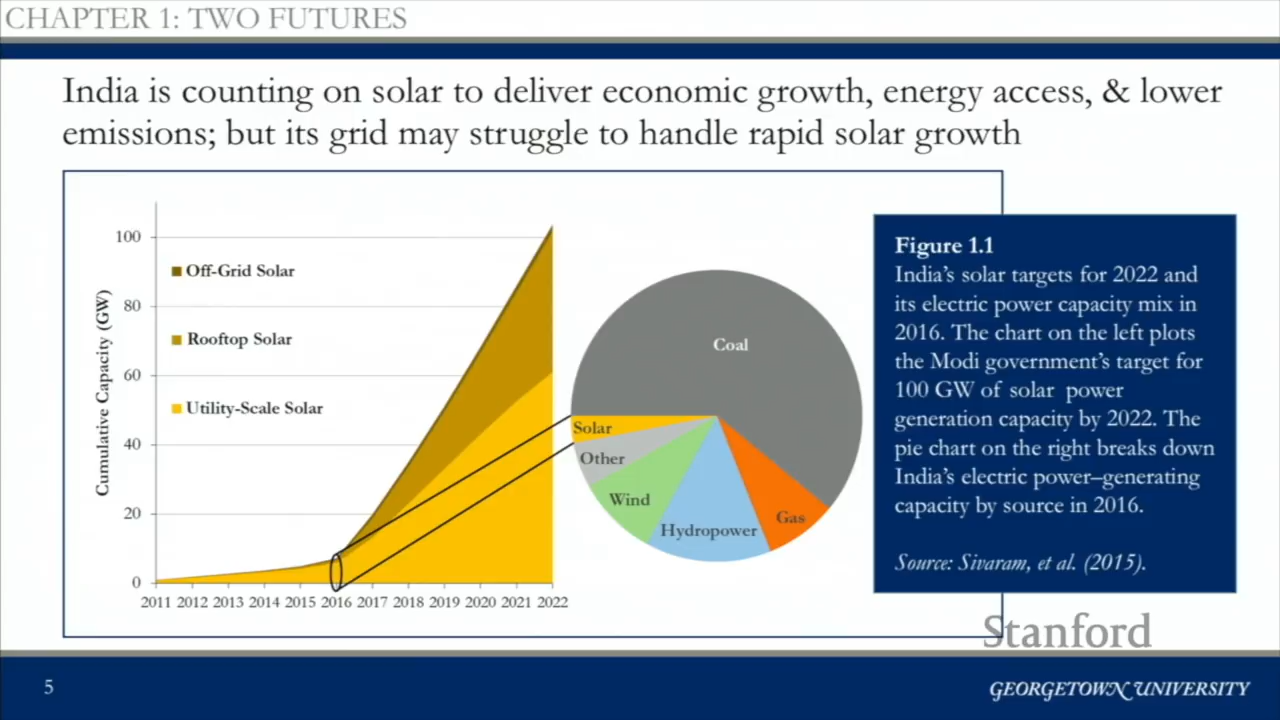 CHAPTER 1: TWO FUTURES
India is counting on solar to deliver economic growth, energy access, & lower
emissions; but its grid may struggle to handle rapid solar growth
Cumulative Capacity (GW)
100
80
60
40
20
0
Off-Grid Solar
Rooftop Solar
Utility-Scale Solar
2011 2012 2013 2014 2015 2016 2017 2018 2019 2020 2021 2022
Coal
Solar
Other
Wind
Hydropower
Gas
Figure 1.1
India's solar targets for 2022 and
its electric power capacity mix in
2016. The chart on the left plots
the Modi government's target for
100 GW of solar power
generation capacity by 2022. The
pie chart on the right breaks down
India's electric power–generating
capacity by source in 2016.
Source: Sivaram, et al. (2015).
Stanford
5
GEORGETOWN UNIVERSITY